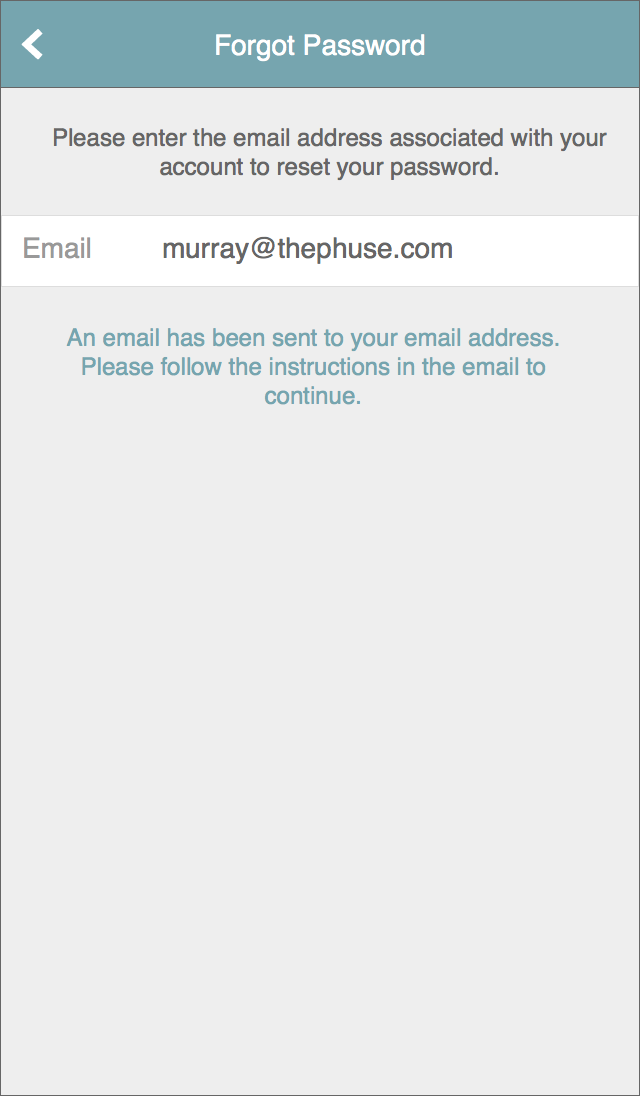 Forgot Password
Please enter the email address associated with your
account to reset your password.
Email murray@thephuse.com
An email has been sent to your email address.
Please follow the instructions in the email to
continue.